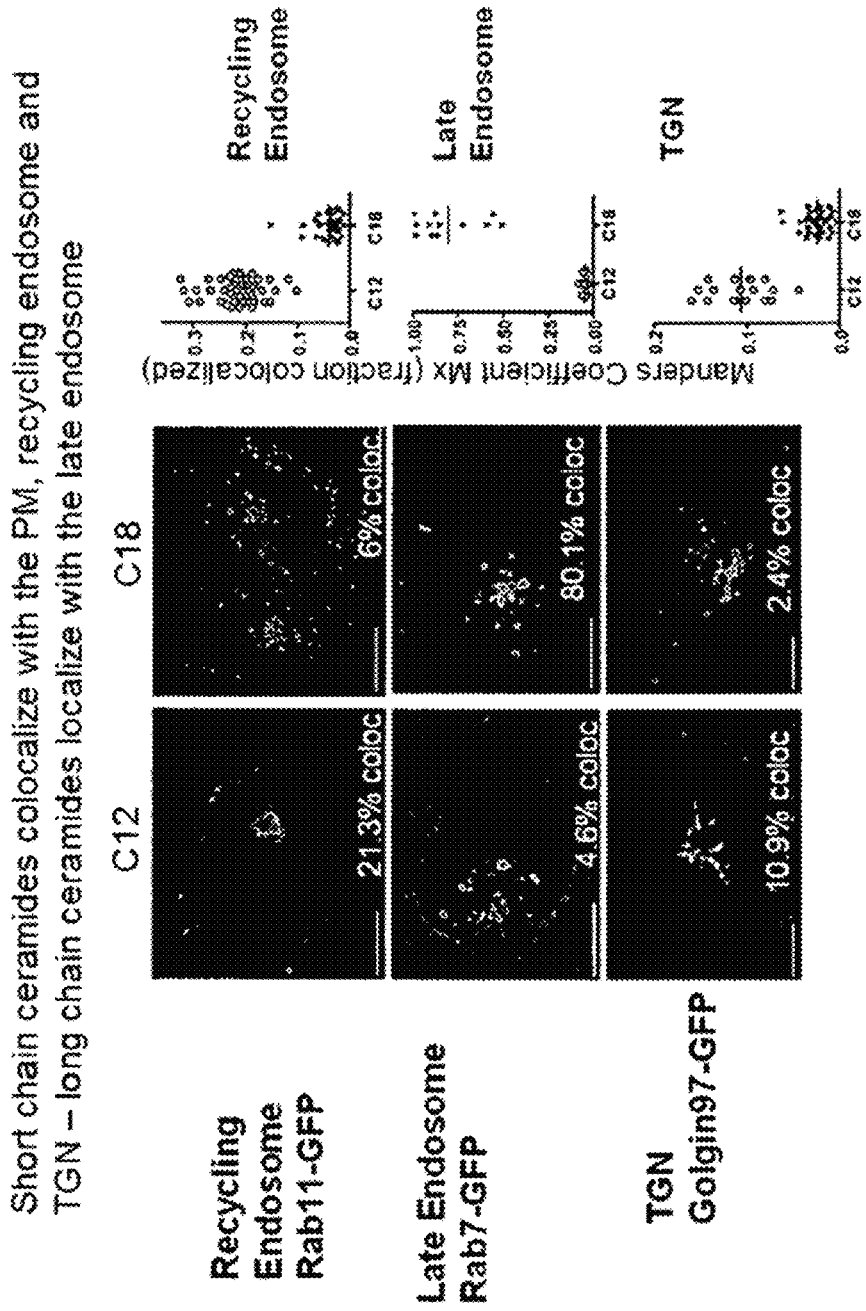 Short chain ceramides colocalize with the PM, recycling endosome and
TGN – long chain ceramides localize with the late endosome
C12
C18
Recycling
Endosome
Rab11-GFP
21.3% coloc
6% coloc
Late Endosome
Rab7-GFP
4.6% coloc
80.1% coloc
TGN
Golgin97-GFP
10.9% coloc
2.4% coloc
Manders Coefficient Mx (fraction colocalized)
0.3
0.2
0.1
0.0
C12
C18
Recycling
Endosome
1.00
0.75
0.50
0.25
0.00
C12
C18
Late
Endosome
0.2
0.1
0.0
C12
C18
TGN